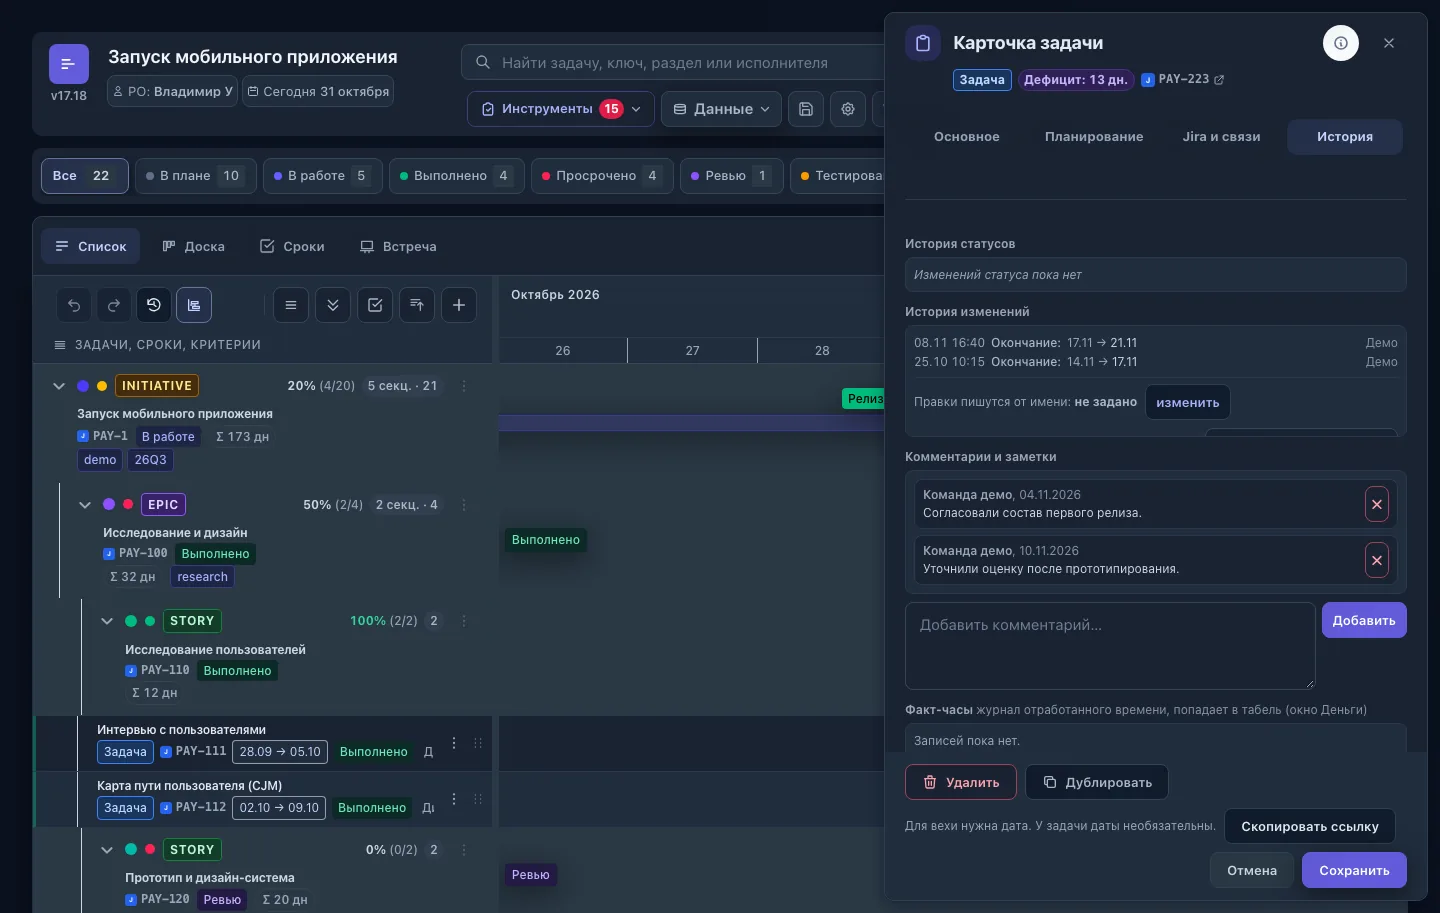 Запуск мобильного приложения
v17.18
РО: Владимир У
Сегодня 31 октября
Найти задачу, ключ, раздел или исполнителя
Инструменты 15
Данные
Все 22
В плане 10
В работе 5
Выполнено 4
Просрочено 4
Ревью 1
Тестирова
Список
Доска
Сроки
Встреча
ЗАДАЧИ, СРОКИ, КРИТЕРИИ
Октябрь 2026
26 27 28
INITIATIVE 20% (4/20) 5 секц. · 21
Запуск мобильного приложения
PAY-1 В работе Σ 173 дн
demo 26Q3
Релиз
EPIC 50% (2/4) 2 секц. · 4
Исследование и дизайн
PAY-100 Выполнено
Σ 32 дн research
Выполнено
STORY 100% (2/2) 2
Исследование пользователей
PAY-110 Выполнено
Σ 12 дн
Интервью с пользователями
Задача PAY-111 28.09 → 05.10 Выполнено Д
Карта пути пользователя (CJM)
Задача PAY-112 02.10 → 09.10 Выполнено
STORY 0% (0/2) 2
Прототип и дизайн-система
PAY-120 Ревью Σ 20 дн
Ревью
Карточка задачи
Задача Дефицит: 13 дн. PAY-223
Основное
Планирование
Jira и связи
История
История статусов
Изменений статуса пока нет
История изменений
08.11 16:40 Окончание: 17.11 → 21.11 Демо
25.10 10:15 Окончание: 14.11 → 17.11 Демо
Правки пишутся от имени: не задано изменить
Комментарии и заметки
Команда демо, 04.11.2026
Согласовали состав первого релиза.
Команда демо, 10.11.2026
Уточнили оценку после прототипирования.
Добавить комментарий...
Добавить
Факт-часы журнал отработанного времени, попадает в табель (окно Деньги)
Записей пока нет.
Удалить
Дублировать
Для вехи нужна дата. У задачи даты необязательны.
Скопировать ссылку
Отмена
Сохранить